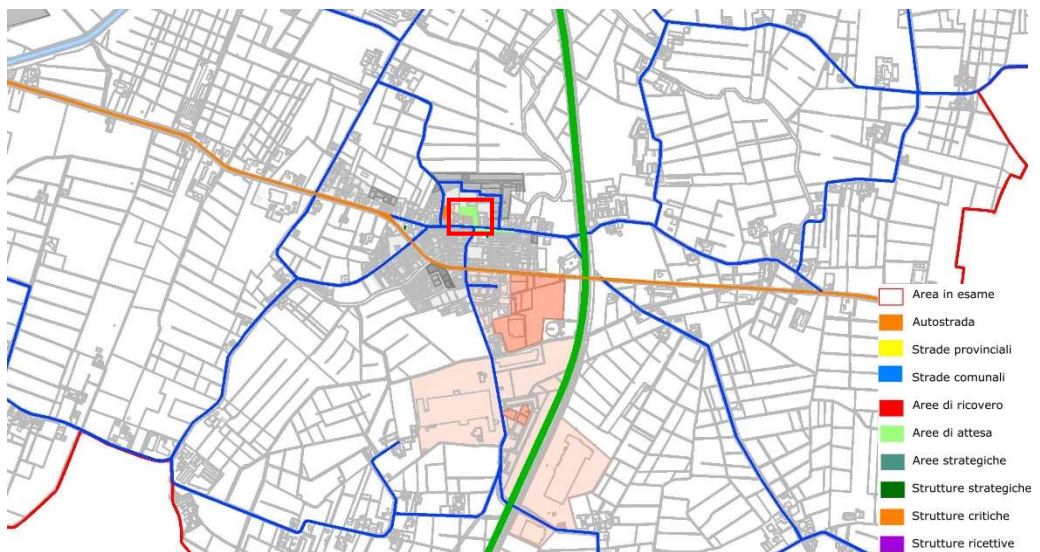 Area in esame
Autostrada
Strade provinciali
Strade comunali
Aree di ricovero
Aree di attesa
Aree strategiche
Strutture strategiche
Strutture critiche
Strutture ricettive